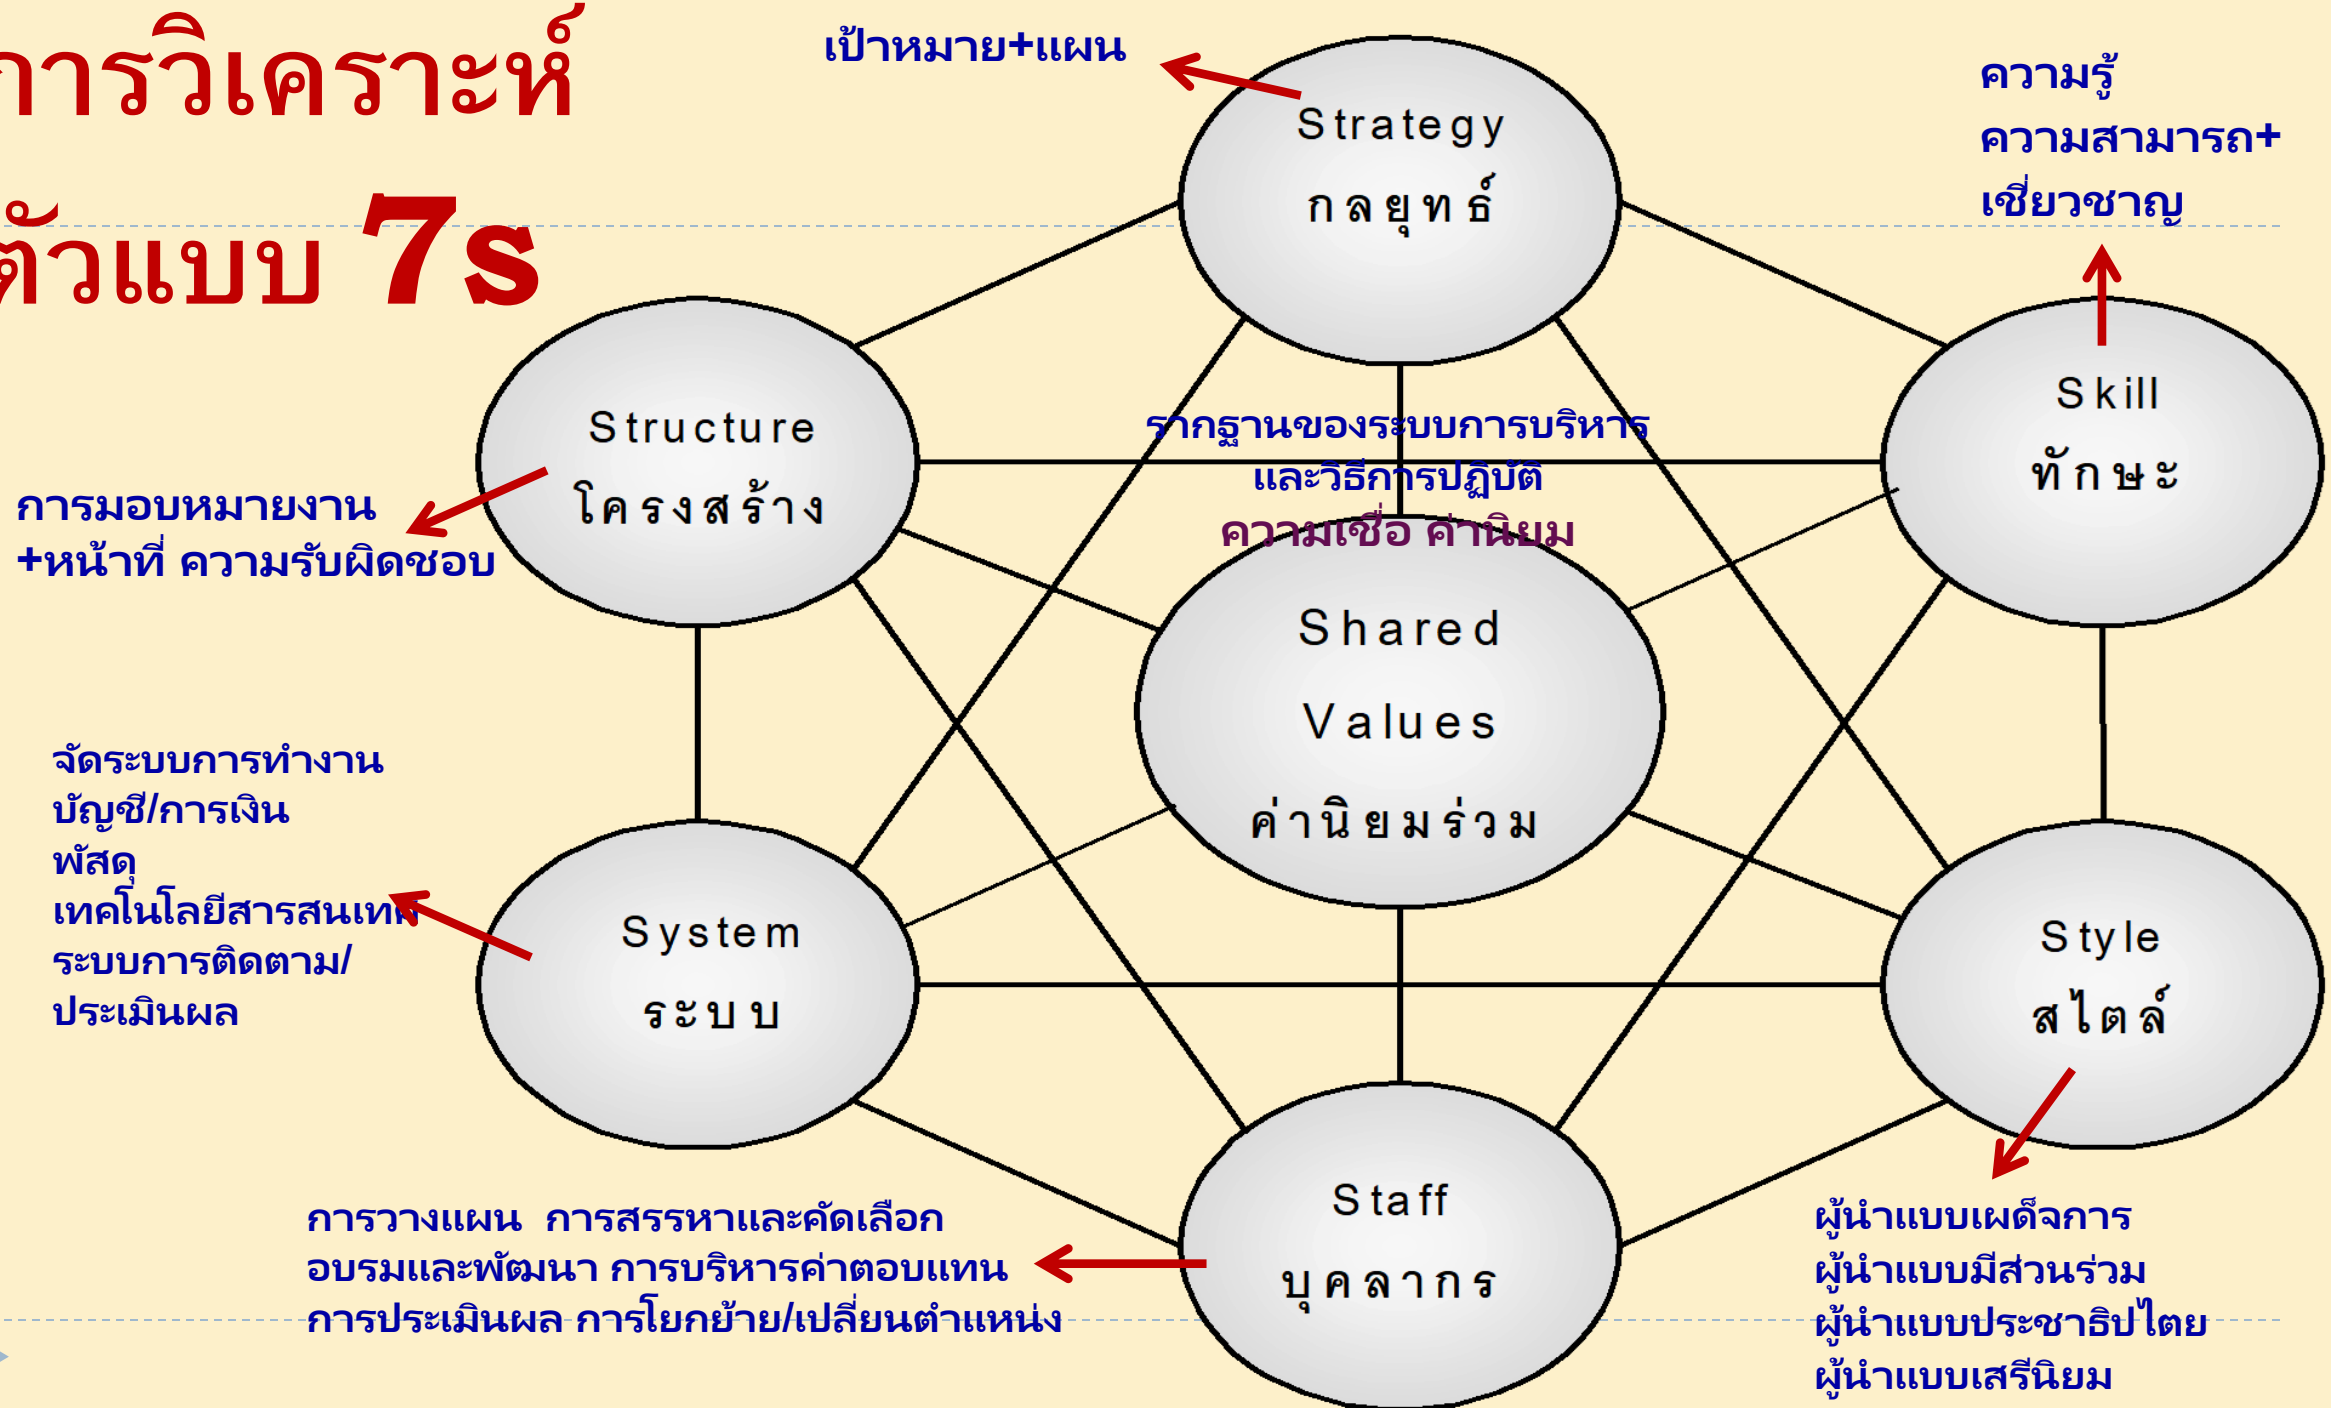 การวิเคราะห์
ตัวแบบ 7s
เป้าหมาย+แผน
Strategy
กลยุทธ์
ความรู้
ความสามารถ+
เชี่ยวชาญ
Structure
โครงสร้าง
การมอบหมายงาน
+หน้าที่ ความรับผิดชอบ
รากฐานของระบบการบริหาร
และวิธีการปฏิบัติ
ความเชื่อ ค่านิยม
Shared
Values
ค่านิยมร่วม
Skill
ทักษะ
จัดระบบการทำงาน
บัญชี/การเงิน
พัสดุ
เทคโนโลยีสารสนเทศ
ระบบการติดตาม/
ประเมินผล
System
ระบบ
Style
สไตล์
การวางแผน การสรรหาและคัดเลือก
อบรมและพัฒนา การบริหารค่าตอบแทน
การประเมินผล การโยกย้าย/เปลี่ยนตำแหน่ง
Staff
บุคลากร
ผู้นำแบบเผด็จการ
ผู้นำแบบมีส่วนร่วม
ผู้นำแบบประชาธิปไตย
ผู้นำแบบเสรีนิยม